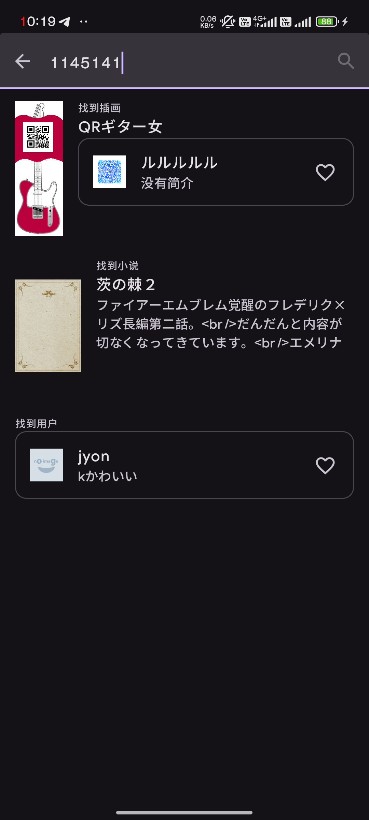 10:19
0.06
KB/s
4G+
88
1145141
找到插画
QRギター女
ルルルルル
没有简介
找到小说
茨の棘２
ファイアーエムブレム覚醒のフレデリク×
リズ長編第二話。<br />だんだんと内容が
切なくなってきています。<br />エメリナ
找到用户
jyon
kかわいい